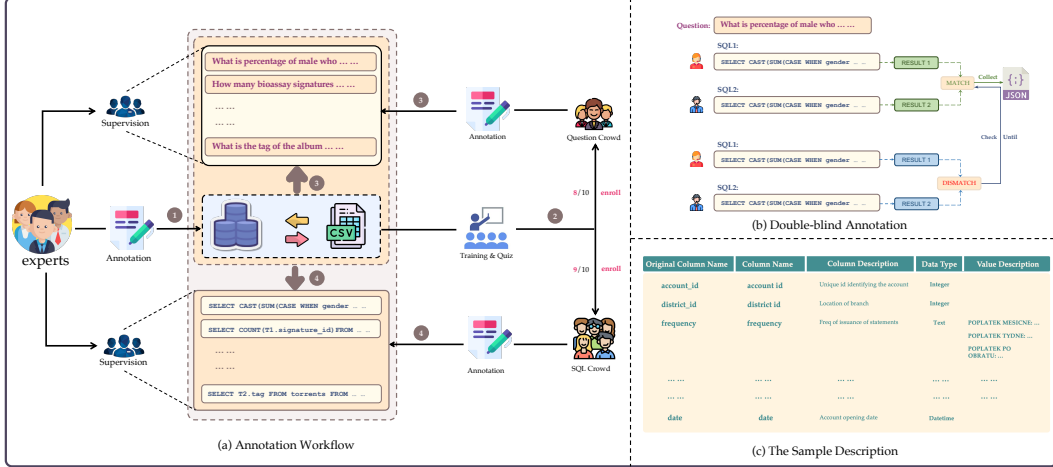 What is percentage of male who ... ...
How many bioassay signatures ... ...
... ...
... ...
What is the tag of the album ... ...
Supervision
3
Annotation
Question Crowd
3
8/10 enroll
experts
1
Annotation
CSV
Training & Quiz
2
9/10 enroll
4
SELECT CAST(SUM(CASE WHEN gender ... ...
SELECT COUNT(T1.signature_id)FROM ... ...
... ...
... ...
SELECT T2.tag FROM torrents FROM ... ...
Supervision
4
Annotation
SQL Crowd
(a) Annotation Workflow
Question:
What is percentage of male who ... ...
SQL1:
SELECT CAST(SUM(CASE WHEN gender ... ...
RESULT 1
SQL2:
SELECT CAST(SUM(CASE WHEN gender ... ...
RESULT 2
MATCH
Collect
{:}
JSON
Check
Until
SQL1:
SELECT CAST(SUM(CASE WHEN gender ... ...
RESULT 1
SQL2:
SELECT CAST(SUM(CASE WHEN gender ... ...
RESULT 2
DISMATCH
(b) Double-blind Annotation
Original Column Name Column Name Column Description Data Type Value Description
account_id account id Unique id identifying the account Integer
district_id district id Location of branch Integer
frequency frequency Freq of issuance of statements Text POPLATEK MESICNE: ...
POPLATEK TYDNE: ...
POPLATEK PO
OBRATU: ...
... ... ... ... ... ... ... ... ... ...
... ... ... ... ... ... ... ... ... ...
date date Account opening date Datetime
(c) The Sample Description